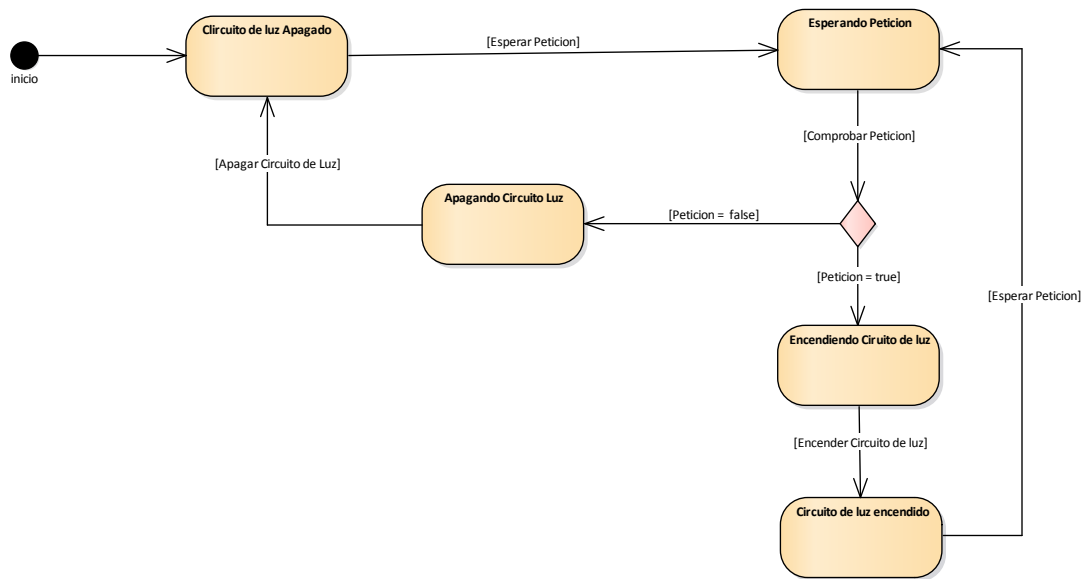 Clircuito de luz Apagado
Esperando Peticion
[Esperar Peticion]
inicio
[Comprobar Peticion]
[Apagar Circuito de Luz]
Apagando Circuito Luz
[Peticion =  false]
[Peticion = true]
[Esperar Peticion]
Encendiendo Ciruito de luz
[Encender Circuito de luz]
Circuito de luz encendido